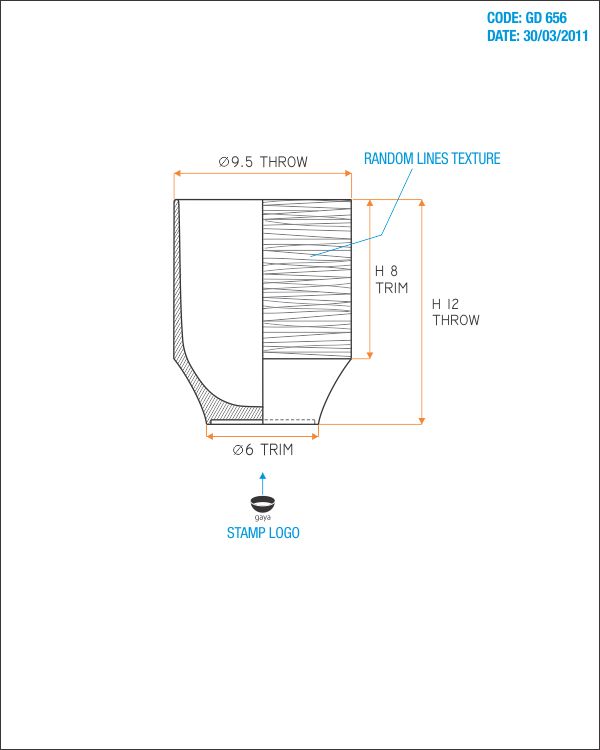 CODE: GD 656
DATE: 30/03/2011
Ø9.5 THROW
RANDOM LINES TEXTURE
H 8
TRIM
H 12
THROW
Ø6 TRIM
gaya
STAMP LOGO